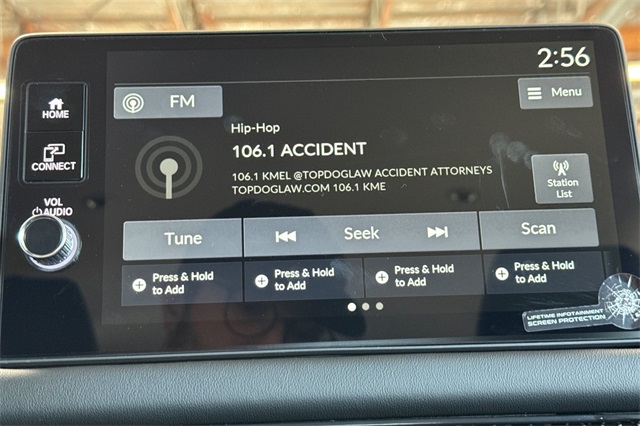 2:56
HOME
FM
Menu
Hip-Hop
106.1 ACCIDENT
CONNECT
106.1 KMEL @TOPDOGLAW ACCIDENT ATTORNEYS
TOPDOGLAW.COM 106.1 KME
Station
List
VOL
AUDIO
Tune
Seek
Scan
Press & Hold
to Add
Press & Hold
to Add
Press & Hold
to Add
Press & Hold
to Add
LIFETIME INFOTAINMENT
SCREEN PROTECTION